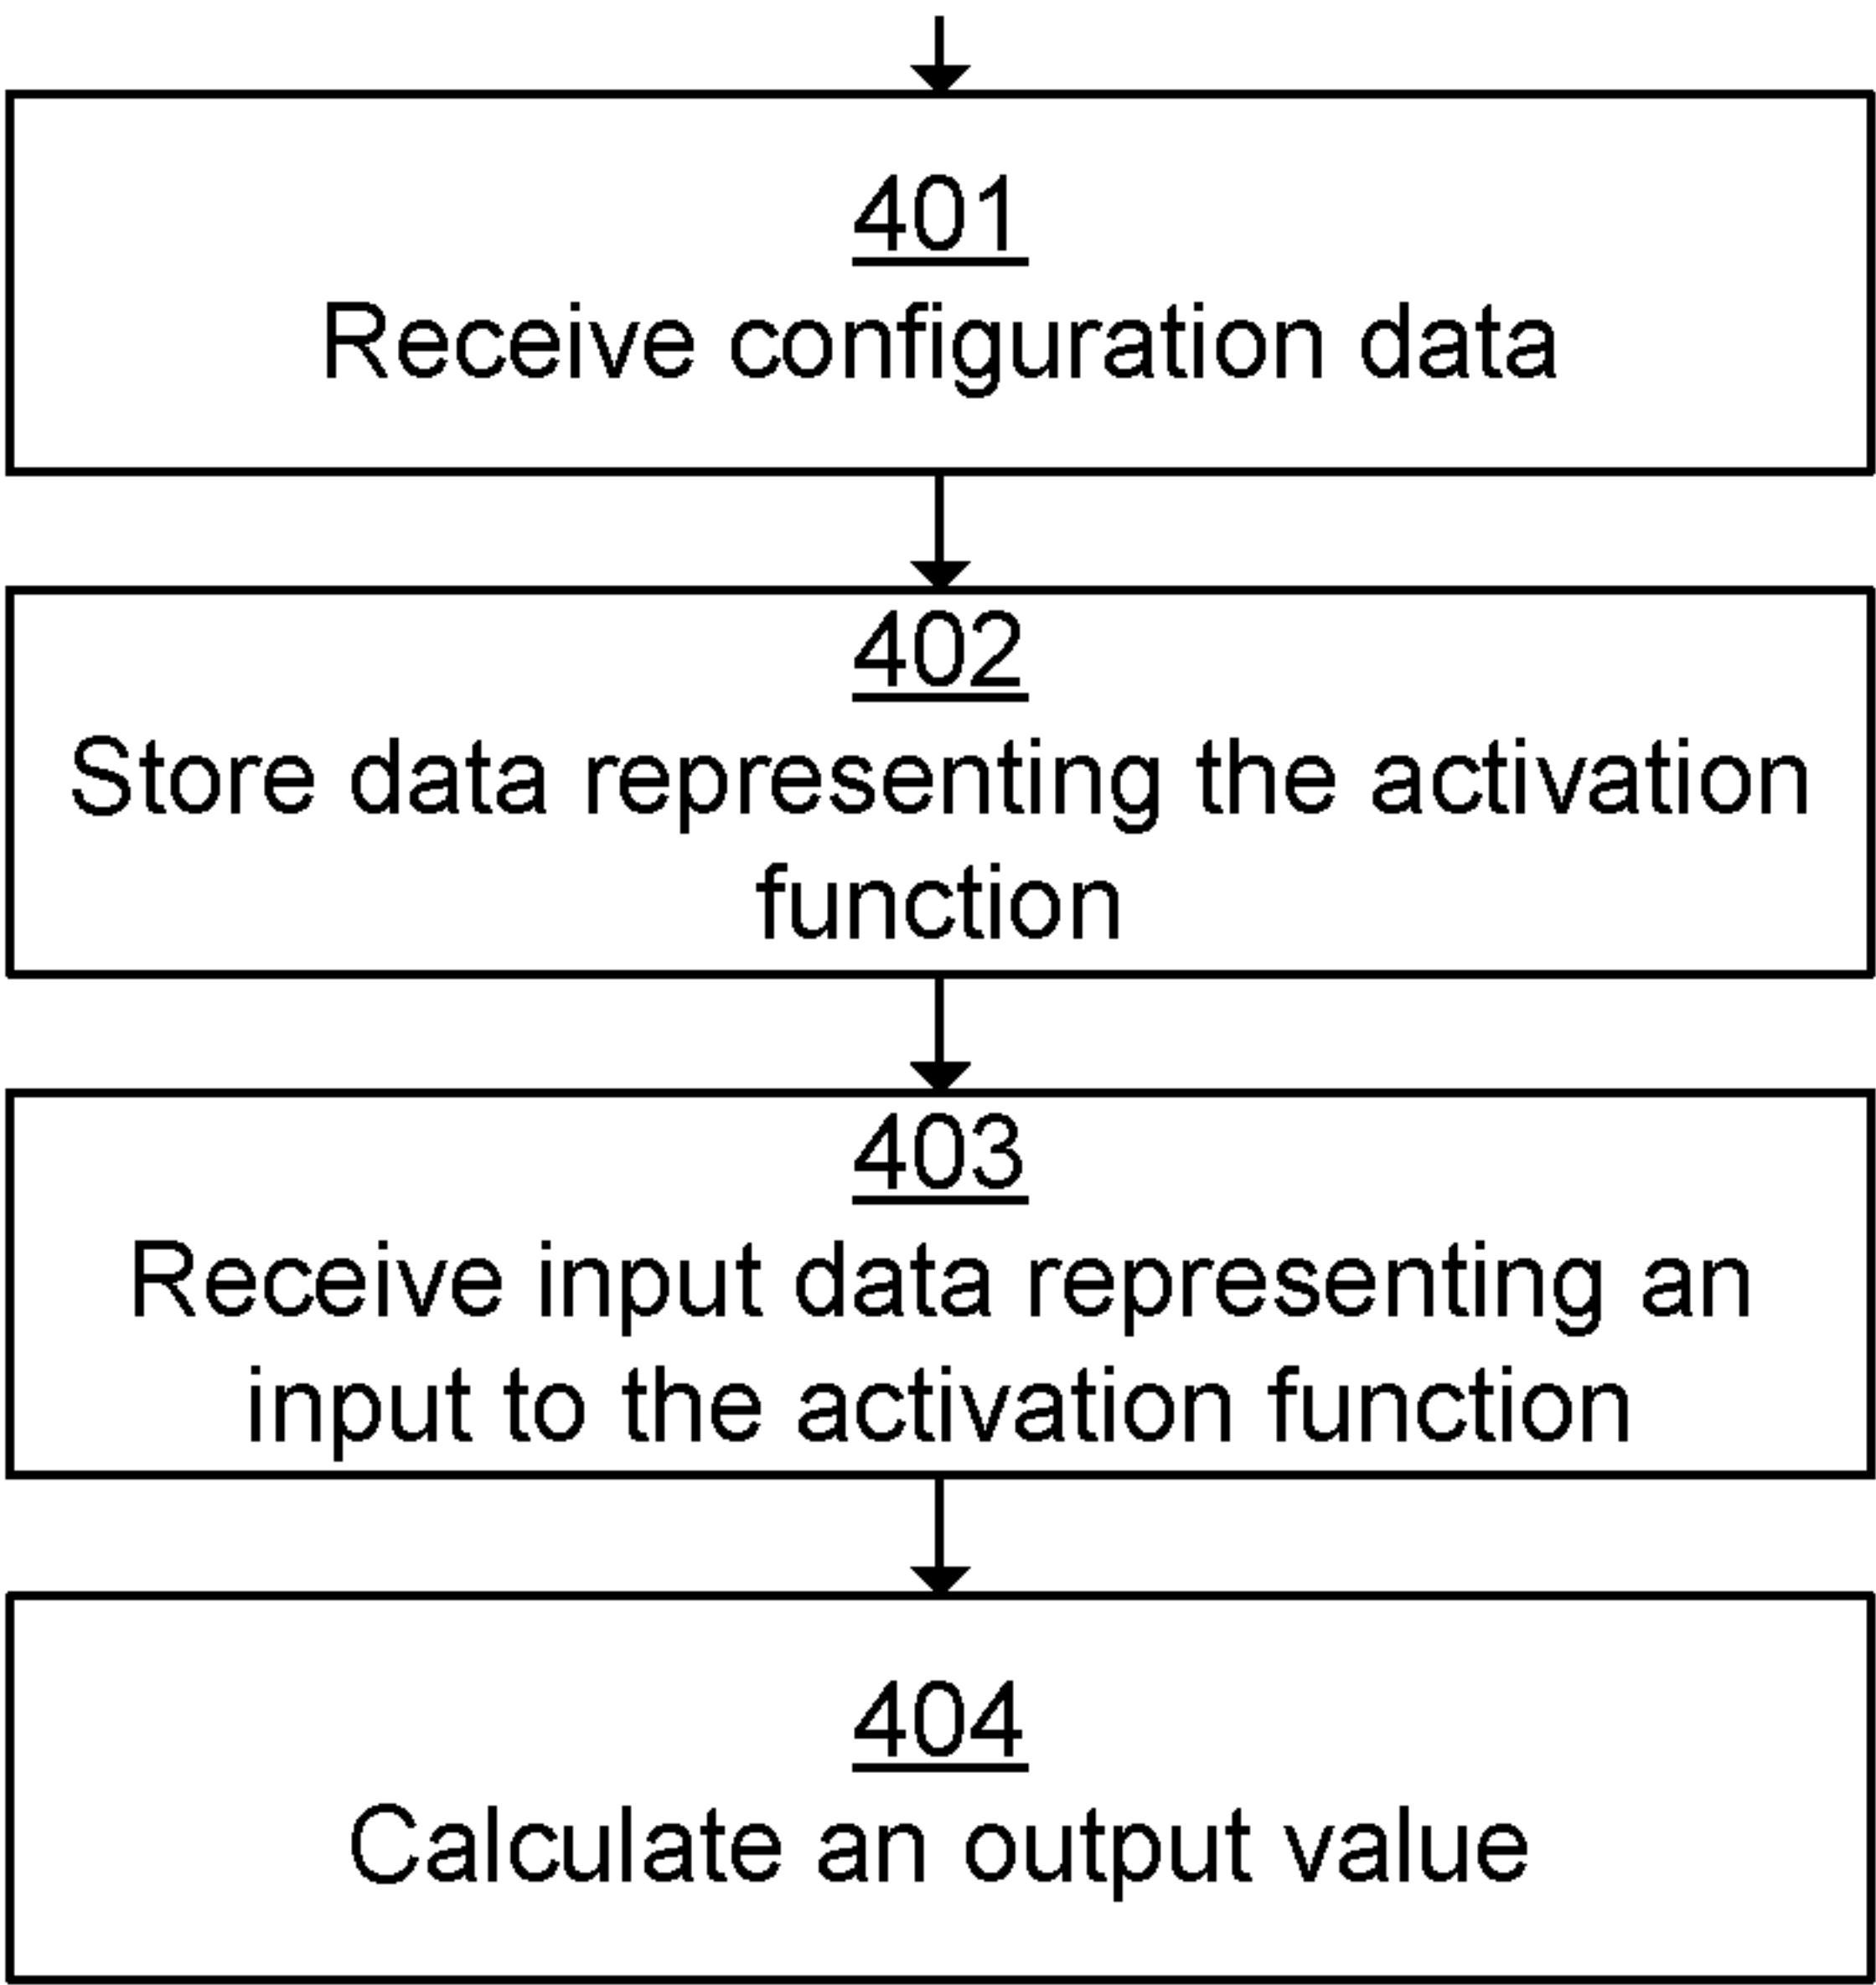 401
Receive configuration data
402
Store data representing the activation
function
403
Receive input data representing an
input to the activation function
404
Calculate an output value